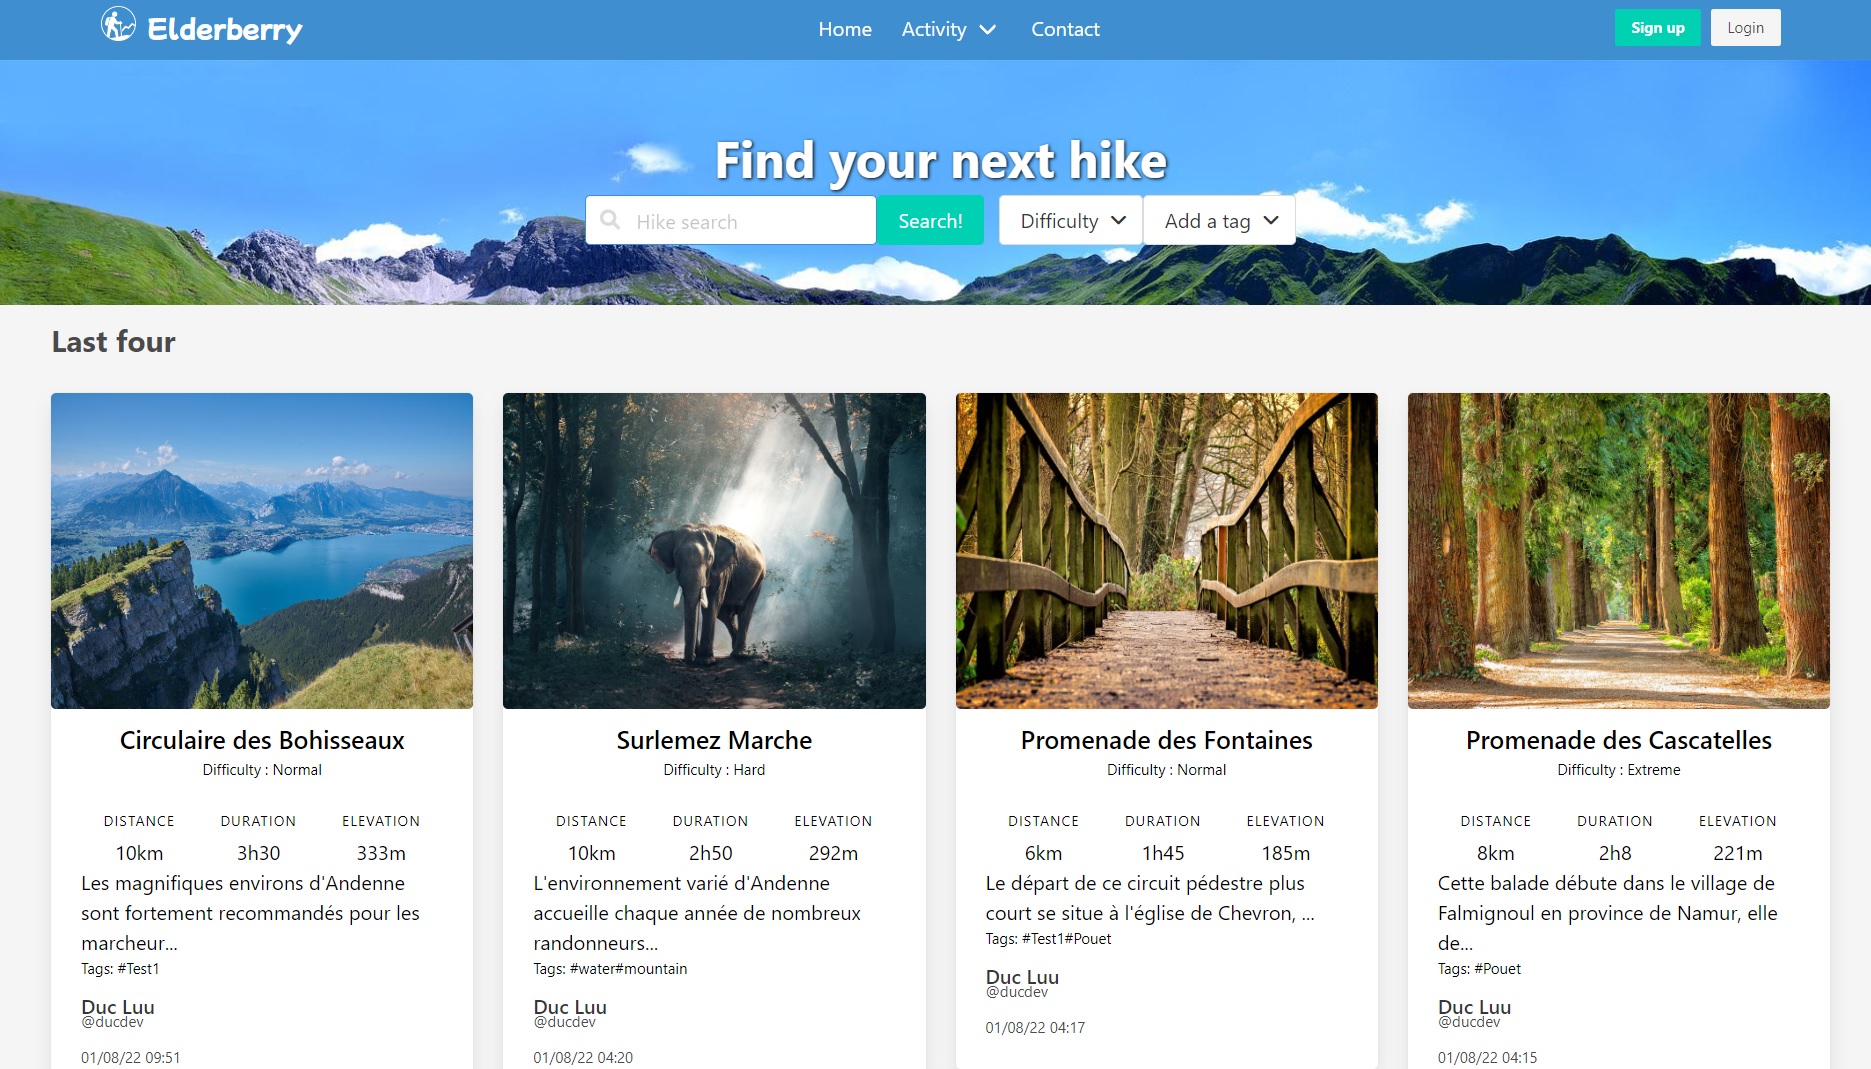 Elderberry
Home Activity Contact
Sign up Login
Find your next hike
Hike search Search! Difficulty Add a tag
Last four
Circulaire des Bohisseaux
Difficulty : Normal
DISTANCE DURATION ELEVATION
10km 3h30 333m
Les magnifiques environs d'Andenne
sont fortement recommandés pour les
marcheur...
Tags: #Test1
Duc Luu
@ducdev
01/08/22 09:51
Surlemez Marche
Difficulty : Hard
DISTANCE DURATION ELEVATION
10km 2h50 292m
L'environnement varié d'Andenne
accueille chaque année de nombreux
randonneurs...
Tags: #water#mountain
Duc Luu
@ducdev
01/08/22 04:20
Promenade des Fontaines
Difficulty : Normal
DISTANCE DURATION ELEVATION
6km 1h45 185m
Le départ de ce circuit pédestre plus
court se situe à l'église de Chevron, ...
Tags: #Test1#Pouet
Duc Luu
@ducdev
01/08/22 04:17
Promenade des Cascatelles
Difficulty : Extreme
DISTANCE DURATION ELEVATION
8km 2h8 221m
Cette balade débute dans le village de
Falmignoul en province de Namur, elle
de...
Tags: #Pouet
Duc Luu
@ducdev
01/08/22 04:15